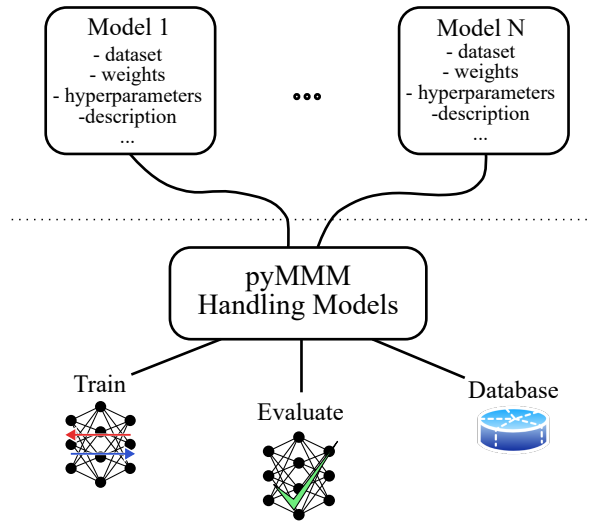 Model 1
- dataset
- weights
- hyperparameters
-description
...
Model N
- dataset
- weights
- hyperparameters
-description
...
pyMMM
Handling Models
Train
Evaluate
Database